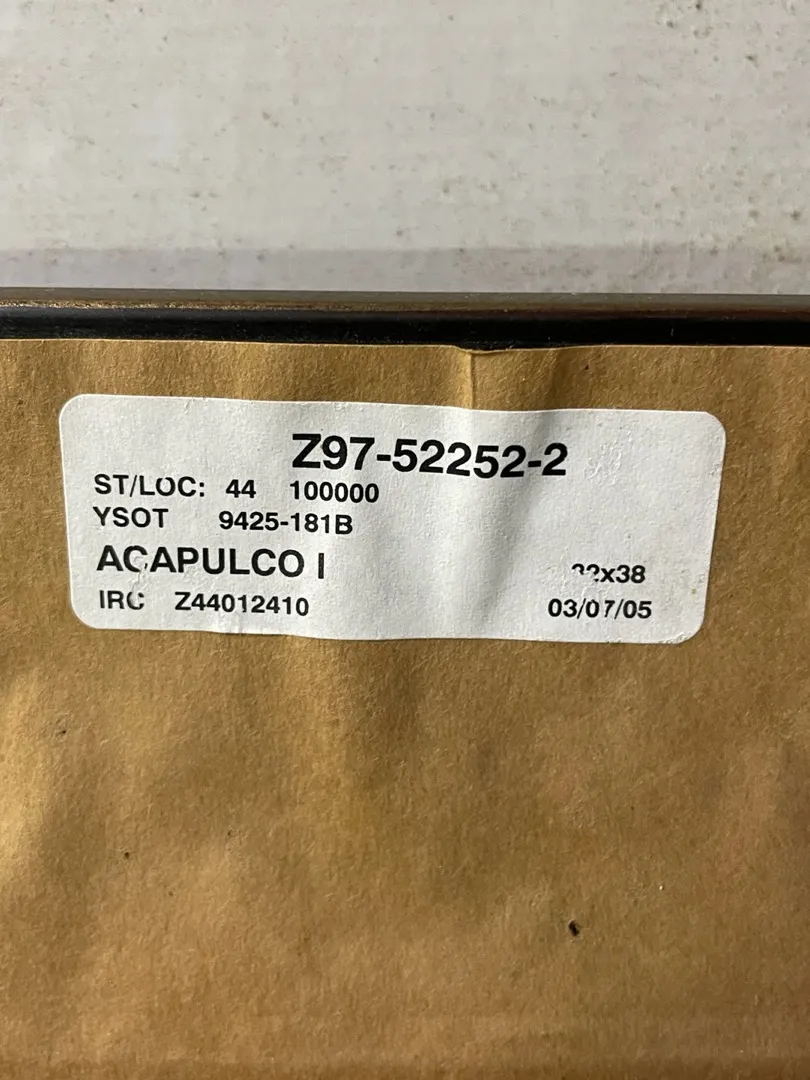 Z97-52252-2
ST/LOC: 44 100000
YSOT 9425-181B
ACAPULCO I
IRC Z44012410 03/07/05